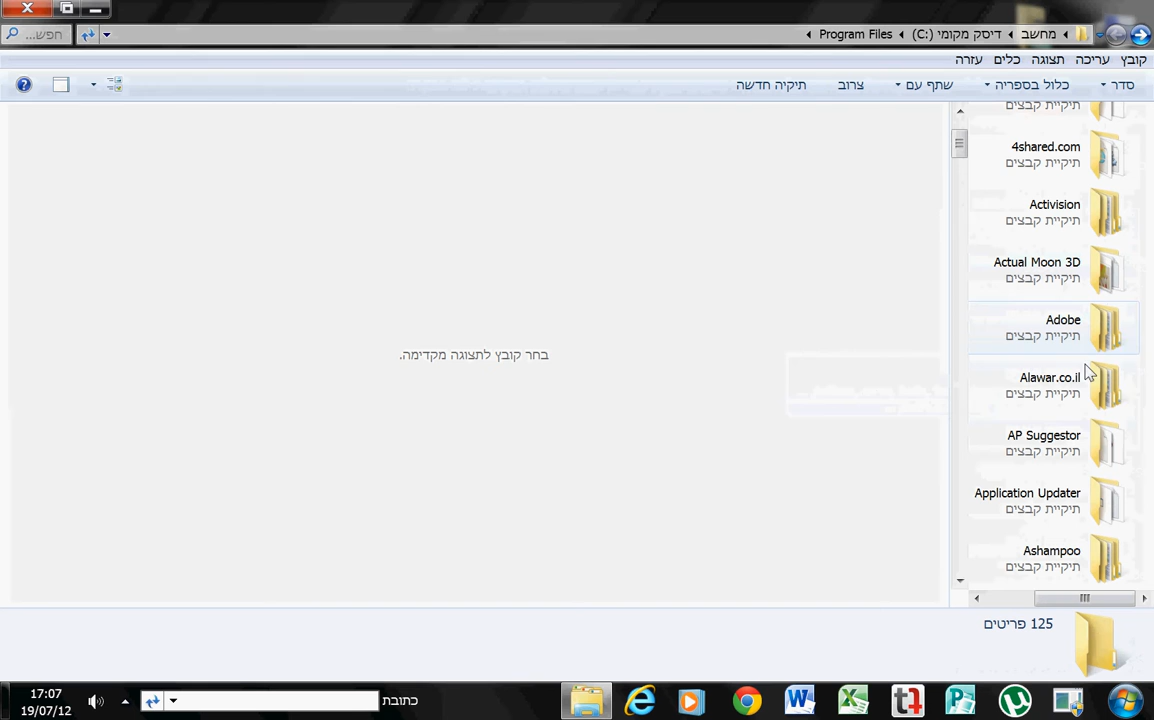 מחשב
דיסק מקומי (C:)
Program Files
חפש...
קובץ
עריכה
תצוגה
כלים
עזרה
סדר
כלול בספריה
שתף עם
צרוב
תיקיה חדשה
תיקיית קבצים
4shared.com
תיקיית קבצים
Activision
תיקיית קבצים
Actual Moon 3D
תיקיית קבצים
Adobe
תיקיית קבצים
Alawar.co.il
תיקיית קבצים
AP Suggestor
תיקיית קבצים
Application Updater
תיקיית קבצים
Ashampoo
תיקיית קבצים
בחר קובץ לתצוגה מקדימה.
125 פריטים
כתובת
17:07
19/07/12